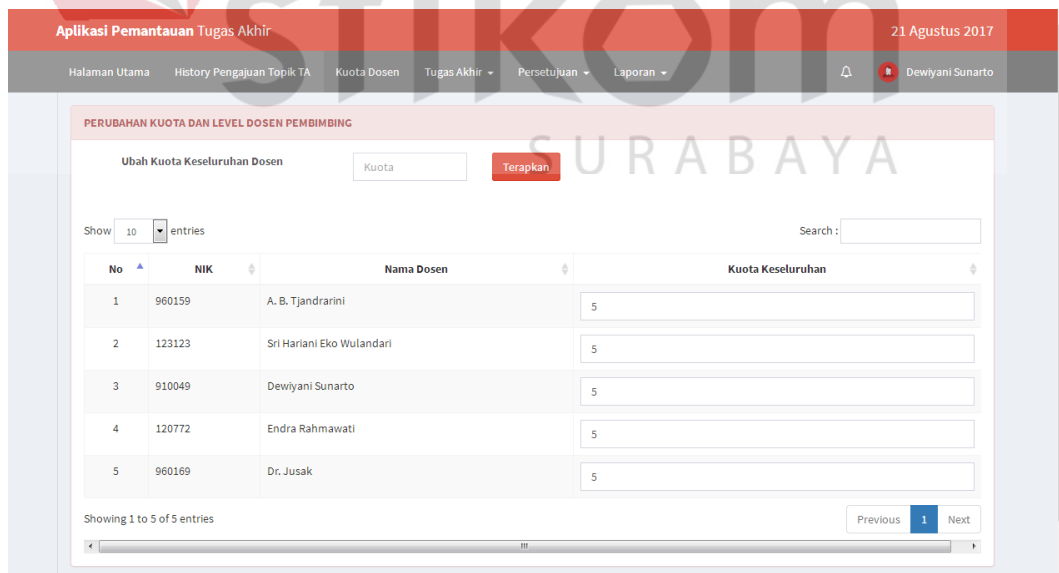 STIKOM
SURABAYA
Aplikasi Pemantauan Tugas Akhir 21 Agustus 2017
Halaman Utama History Pengajuan Topik TA Kuota Dosen Tugas Akhir Persetujuan Laporan Dewiyani Sunarto
PERUBAHAN KUOTA DAN LEVEL DOSEN PEMBIMBING
Ubah Kuota Keseluruhan Dosen Kuota Terapkan
Show 10 entries Search :
No NIK Nama Dosen Kuota Keseluruhan
1 960159 A. B. Tjandrarini 5
2 123123 Sri Hariani Eko Wulandari 5
3 910049 Dewiyani Sunarto 5
4 120772 Endra Rahmawati 5
5 960169 Dr. Jusak 5
Showing 1 to 5 of 5 entries Previous 1 Next